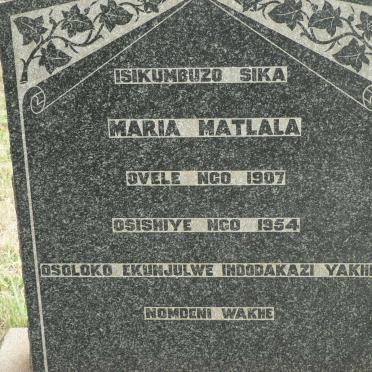 ISIKUMBUZO SIKA
MARIA MATLALA
OVELE NGO 1907
OSISHIYE NGO 1954
OSOLOKO EKUNJULWE INDODAKAZI YAKHE
NOMDENI WAKHE